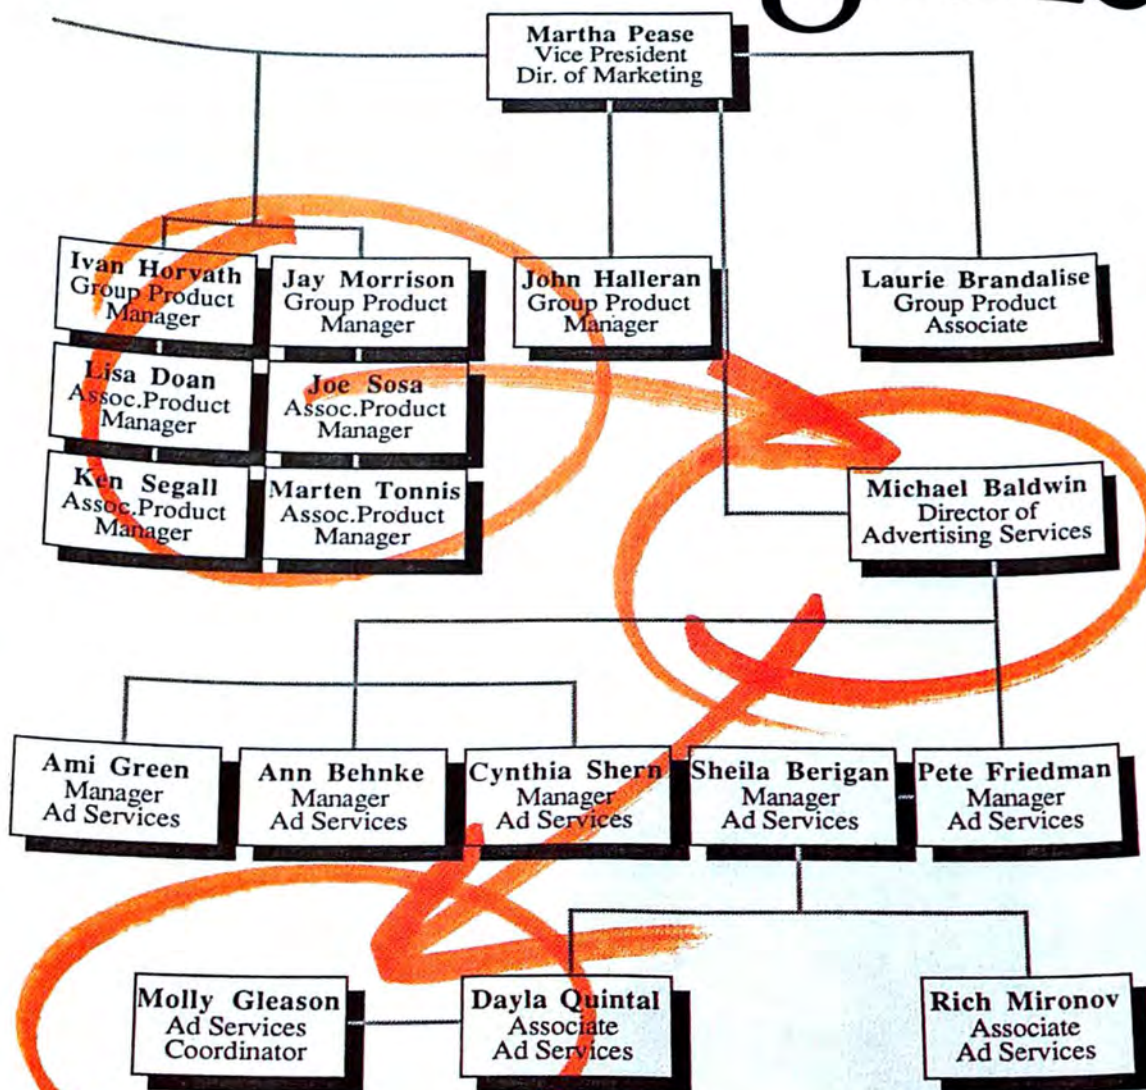 Martha Pease
Vice President
Dir. of Marketing
Ivan Horvath
Group Product
Manager
Jay Morrison
Group Product
Manager
John Halleran
Group Product
Manager
Laurie Brandalise
Group Product
Associate
Lisa Doan
Assoc.Product
Manager
Joe Sosa
Assoc.Product
Manager
Ken Segall
Assoc.Product
Manager
Marten Tonnis
Assoc.Product
Manager
Michael Baldwin
Director of
Advertising Services
Ami Green
Manager
Ad Services
Ann Behnke
Manager
Ad Services
Cynthia Shern
Manager
Ad Services
Sheila Berigan
Manager
Ad Services
Pete Friedman
Manager
Ad Services
Molly Gleason
Ad Services
Coordinator
Dayla Quintal
Associate
Ad Services
Rich Mironov
Associate
Ad Services